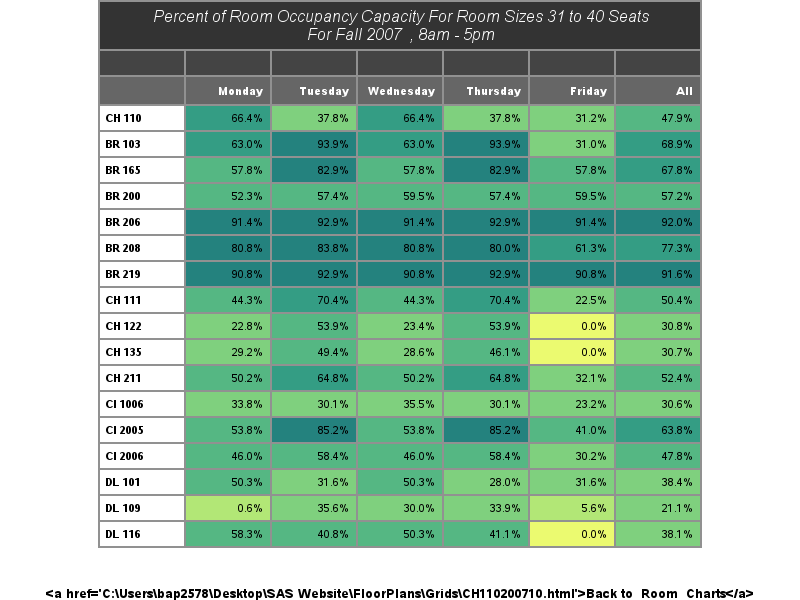 Percent of Room Occupancy Capacity For Room Sizes 31 to 40 Seats
For Fall 2007 , 8am - 5pm
Monday Tuesday Wednesday Thursday Friday All
CH 110 66.4% 37.8% 66.4% 37.8% 31.2% 47.9%
BR 103 63.0% 93.9% 63.0% 93.9% 31.0% 68.9%
BR 165 57.8% 82.9% 57.8% 82.9% 57.8% 67.8%
BR 200 52.3% 57.4% 59.5% 57.4% 59.5% 57.2%
BR 206 91.4% 92.9% 91.4% 92.9% 91.4% 92.0%
BR 208 80.8% 83.8% 80.8% 80.0% 61.3% 77.3%
BR 219 90.8% 92.9% 90.8% 92.9% 90.8% 91.6%
CH 111 44.3% 70.4% 44.3% 70.4% 22.5% 50.4%
CH 122 22.8% 53.9% 23.4% 53.9% 0.0% 30.8%
CH 135 29.2% 49.4% 28.6% 46.1% 0.0% 30.7%
CH 211 50.2% 64.8% 50.2% 64.8% 32.1% 52.4%
CI 1006 33.8% 30.1% 35.5% 30.1% 23.2% 30.6%
CI 2005 53.8% 85.2% 53.8% 85.2% 41.0% 63.8%
CI 2006 46.0% 58.4% 46.0% 58.4% 30.2% 47.8%
DL 101 50.3% 31.6% 50.3% 28.0% 31.6% 38.4%
DL 109 0.6% 35.6% 30.0% 33.9% 5.6% 21.1%
DL 116 58.3% 40.8% 50.3% 41.1% 0.0% 38.1%
<a href='C:\Users\bap2578\Desktop\SAS Website\FloorPlans\Grids\CH110200710.html'>Back to Room Charts</a>